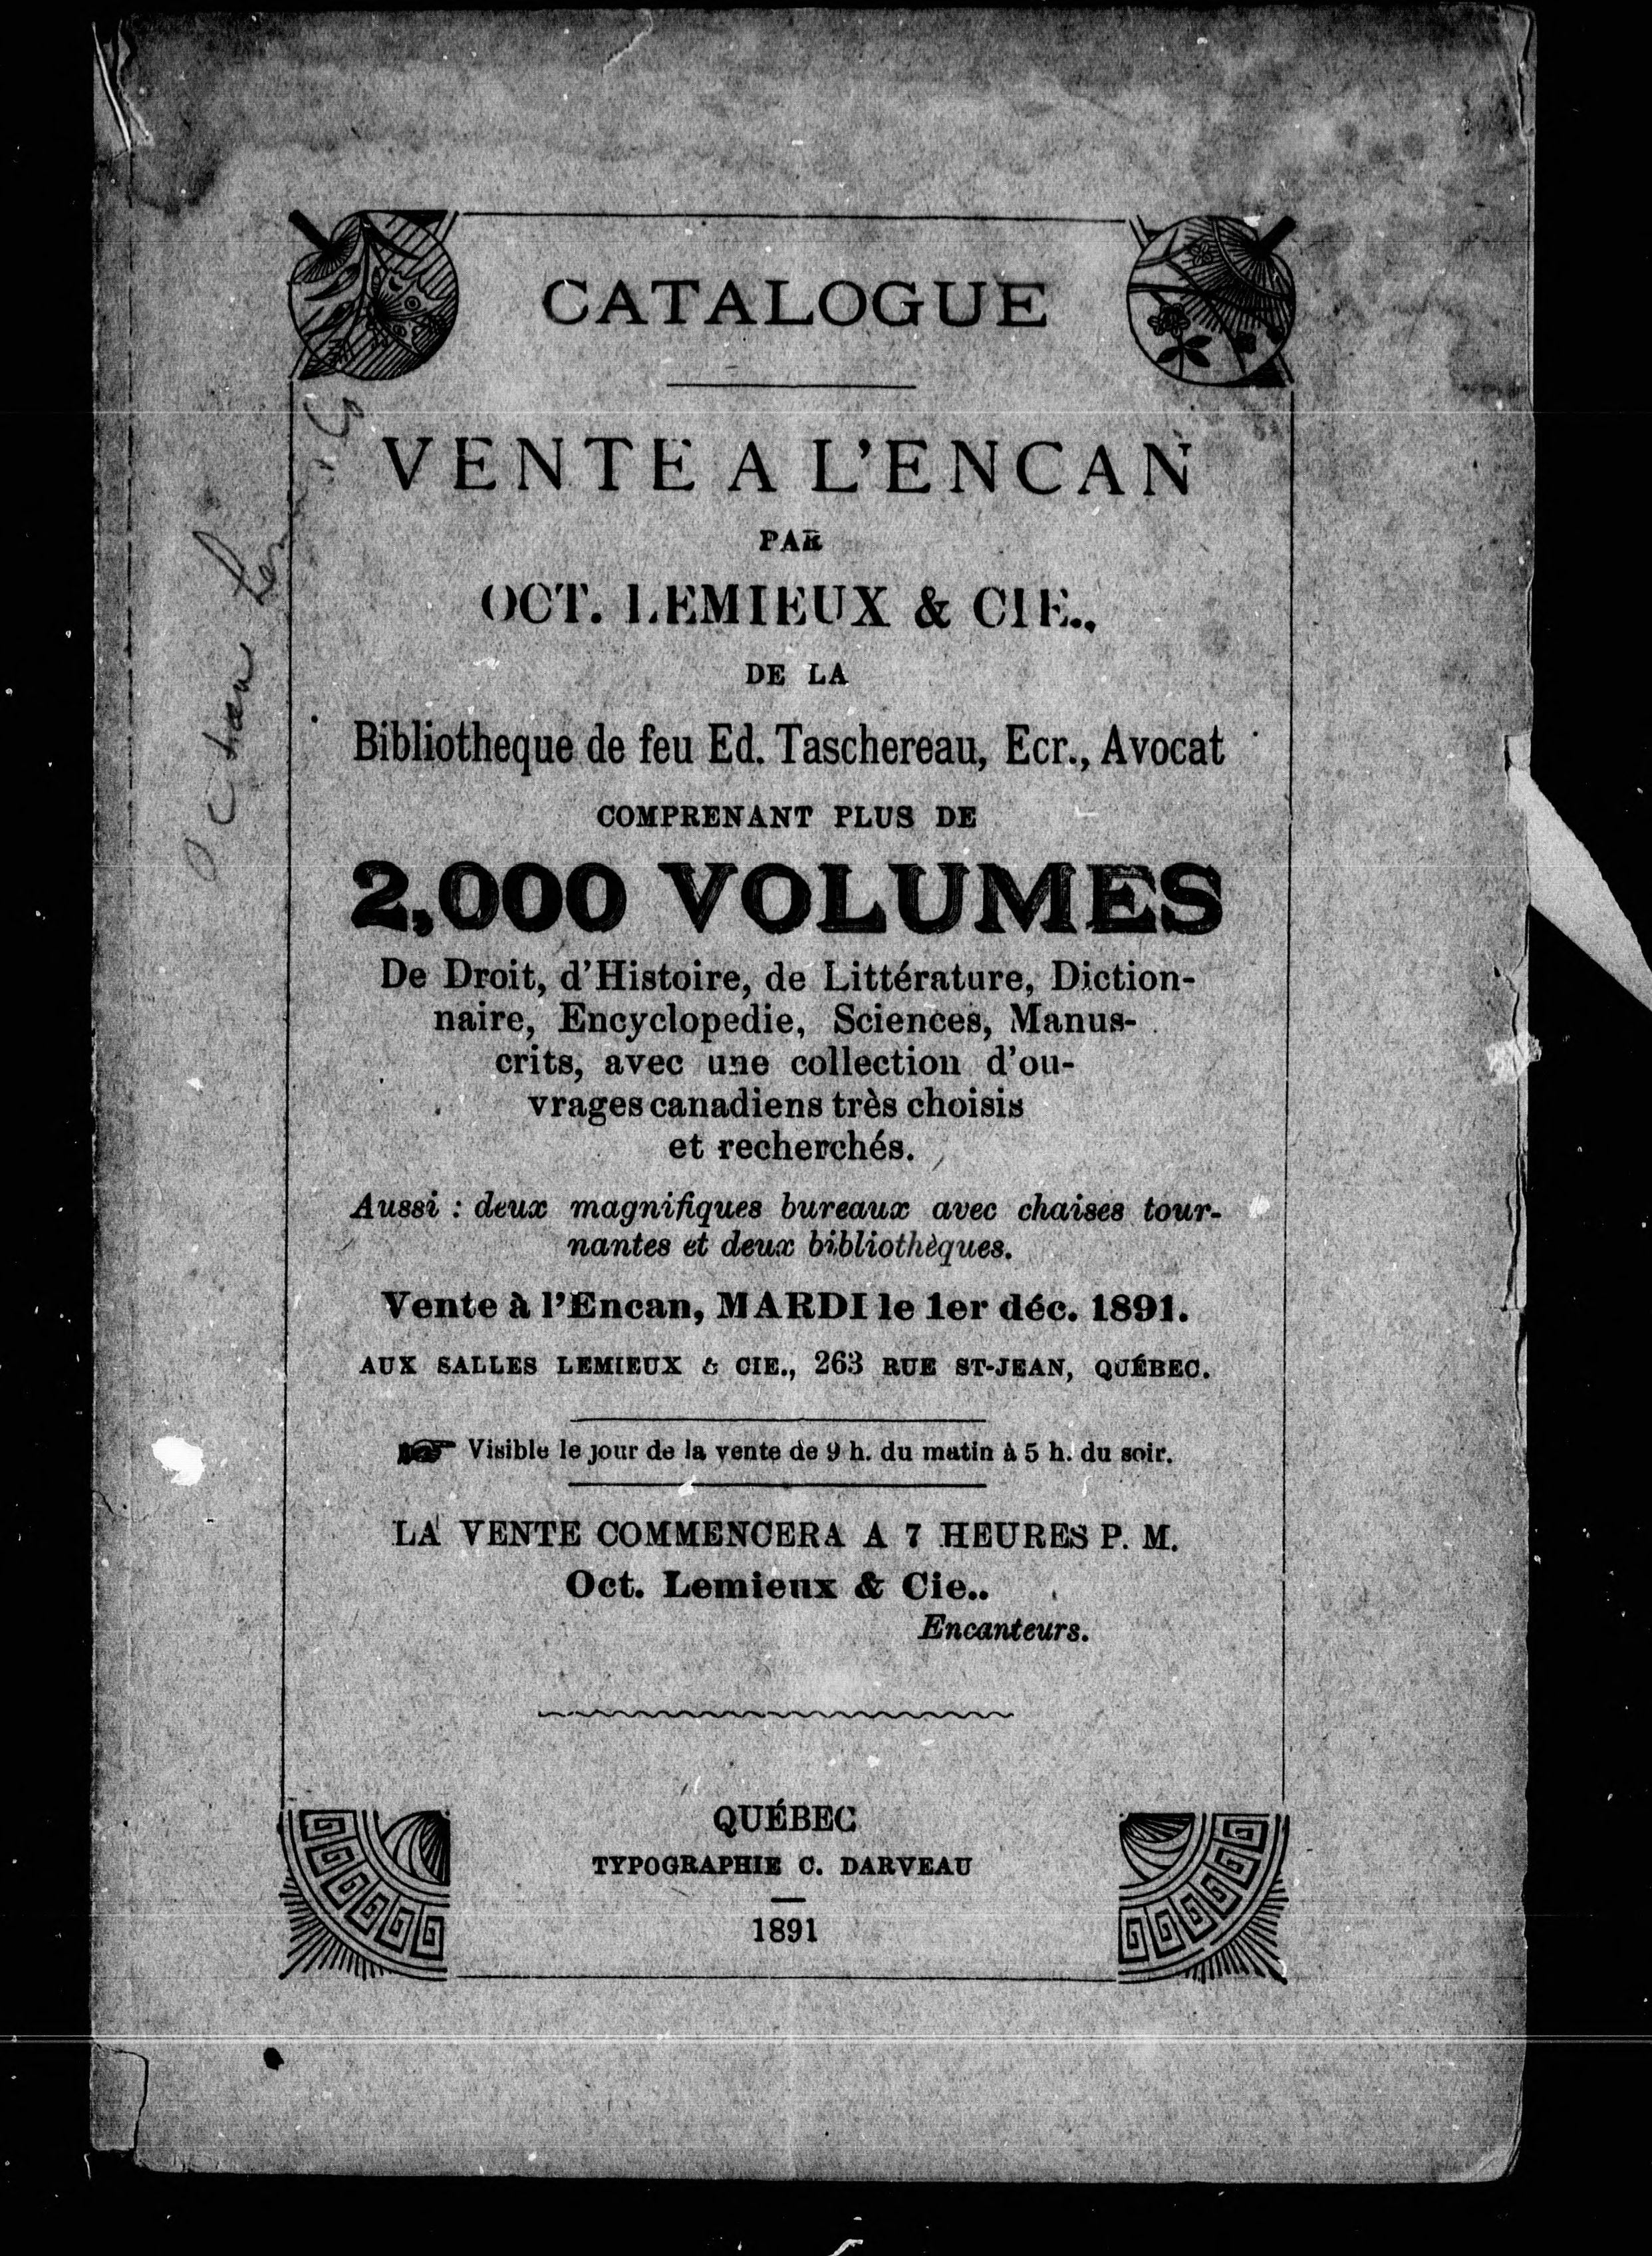 CATALOGUE
VENTE A L'ENCAN
PAR
OCT. LEMIEUX & CIE.,
DE LA
Bibliotheque de feu Ed. Taschereau, Ecr., Avocat
COMPRENANT PLUS DE
2,000 VOLUMES
De Droit, d'Histoire, de Littérature, Diction-
naire, Encyclopedie, Sciences, Manus-
crits, avec une collection d'ou-
vrages canadiens très choisis
et recherchés.
Aussi : deux magnifiques bureaux avec chaises tour-
nantes et deux bibliothèques.
Vente à l'Encan, MARDI le 1er déc. 1891.
AUX SALLES LEMIEUX & CIE., 263 RUE ST-JEAN, QUÉBEC.
☞ Visible le jour de la vente de 9 h. du matin à 5 h. du soir.
LA VENTE COMMENCERA A 7 HEURES P. M.
Oct. Lemieux & Cie..
Encanteurs.
QUÉBEC
TYPOGRAPHIE C. DARVEAU
1891